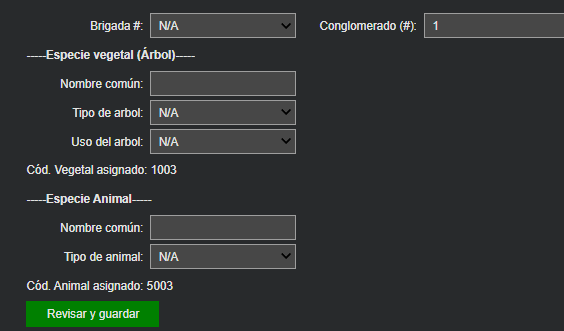 Brigada #: N/A Conglomerado (#): 1
-----Especie vegetal (Árbol)-----
Nombre común:
Tipo de arbol: N/A
Uso del arbol: N/A
Cód. Vegetal asignado: 1003
-----Especie Animal-----
Nombre común:
Tipo de animal: N/A
Cód. Animal asignado: 5003
Revisar y guardar